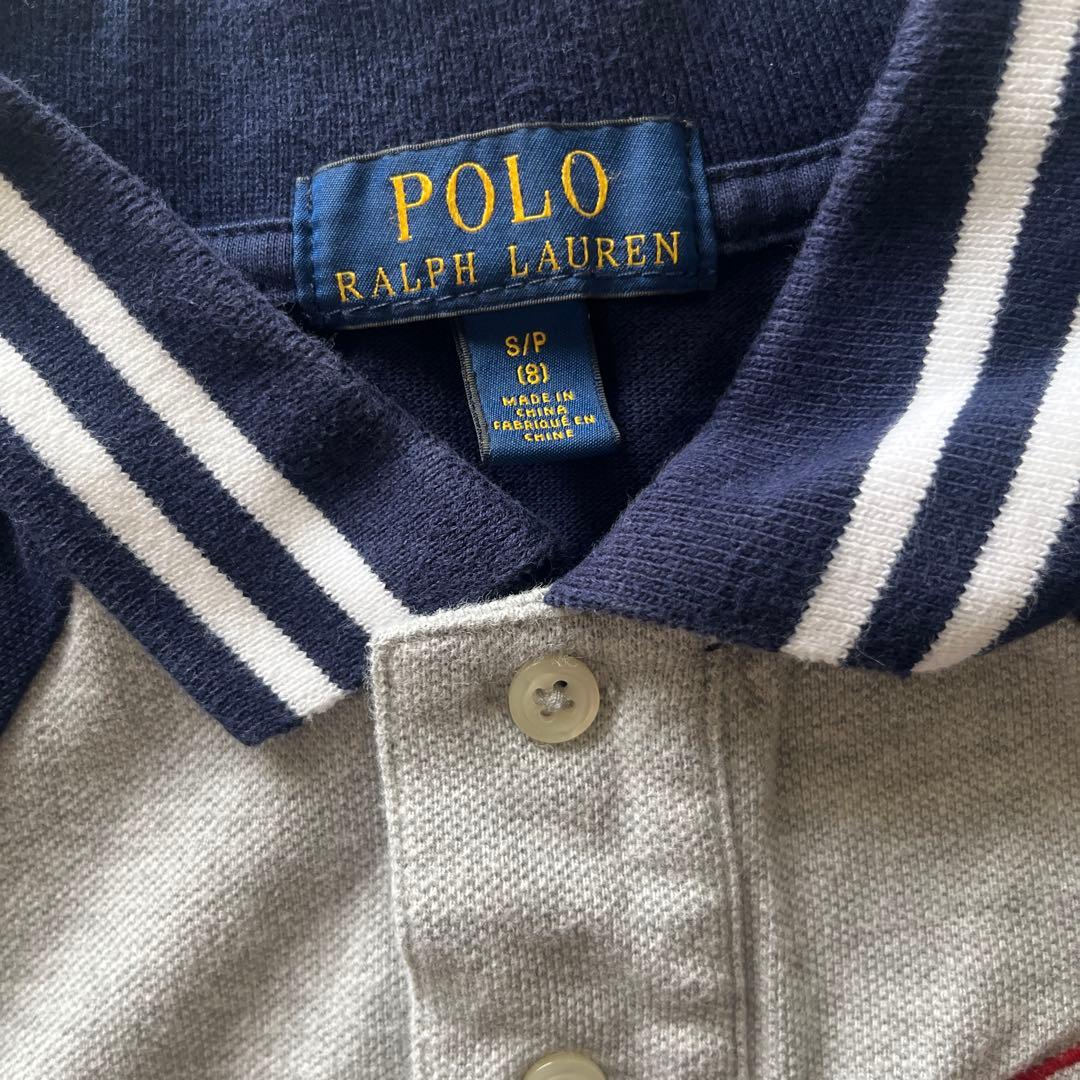 POLO
RALPH LAUREN
S/P
(8)
MADE IN
CHINA
FABRIQUÉ EN
CHINE